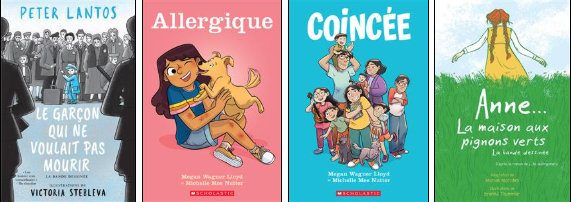 PETER LANTOS
LE GARÇON
QUI NE
VOULAIT PAS
MOURIR
LA BANDE DESSINÉE
ILLUSTRATIONS DE
VICTORIA STEBLEVA
Allergique
Megan Wagner Lloyd
Michelle Mee Nutter
SCHOLASTIC
COINCÉE
Megan Wagner Lloyd
Michelle Mee Nutter
SCHOLASTIC
Anne...
La maison aux
pignons verts
La bande dessinée